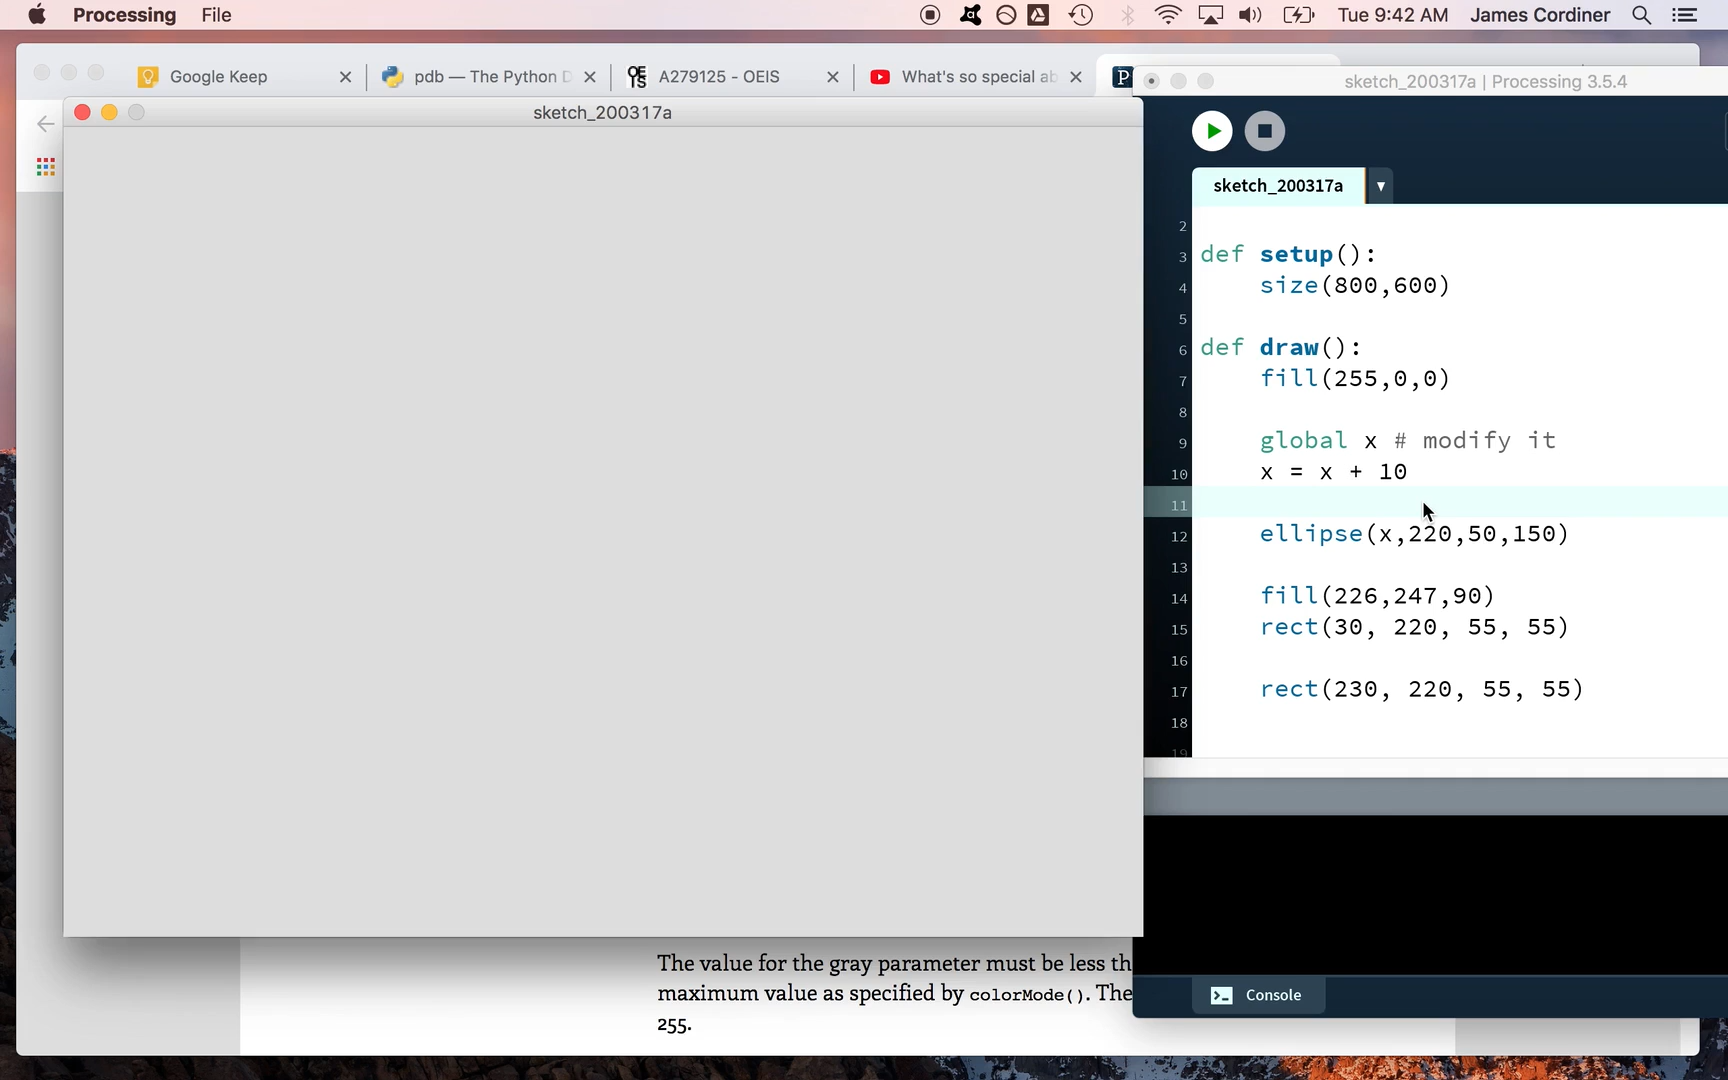 Processing File Tue 9:42 AM James Cordiner
Google Keep pdb — The Python D A279125 - OEIS What's so special ab
sketch_200317a | Processing 3.5.4
sketch_200317a
sketch_200317a
2
3 def setup():
4 size(800,600)
5
6 def draw():
7 fill(255,0,0)
8
9 global x # modify it
10 x = x + 10
11
12 ellipse(x,220,50,150)
13
14 fill(226,247,90)
15 rect(30, 220, 55, 55)
16
17 rect(230, 220, 55, 55)
18
19
The value for the gray parameter must be less th
maximum value as specified by colorMode(). The
255.
Console